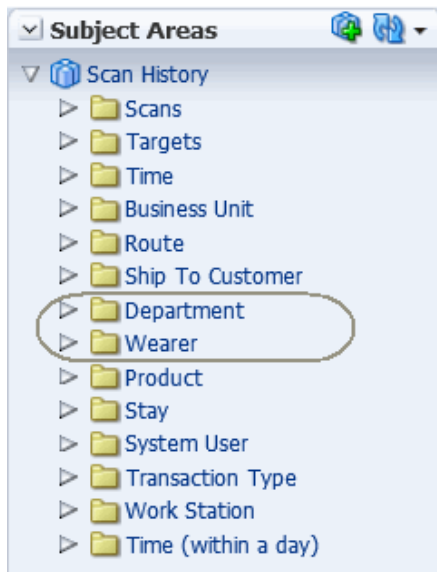 Subject Areas
Scan History
Scans
Targets
Time
Business Unit
Route
Ship To Customer
Department
Wearer
Product
Stay
System User
Transaction Type
Work Station
Time (within a day)